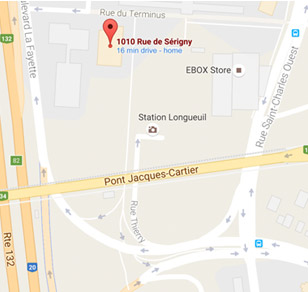 Rue du Terminus
Boulevard La Fayette
132
1010 Rue de Sérigny
16 min drive - home
EBOX Store
Rue Saint-Charles Ouest
Station Longueuil
132
Pont Jacques-Cartier
134
Rue Thierry
Rte 132
20